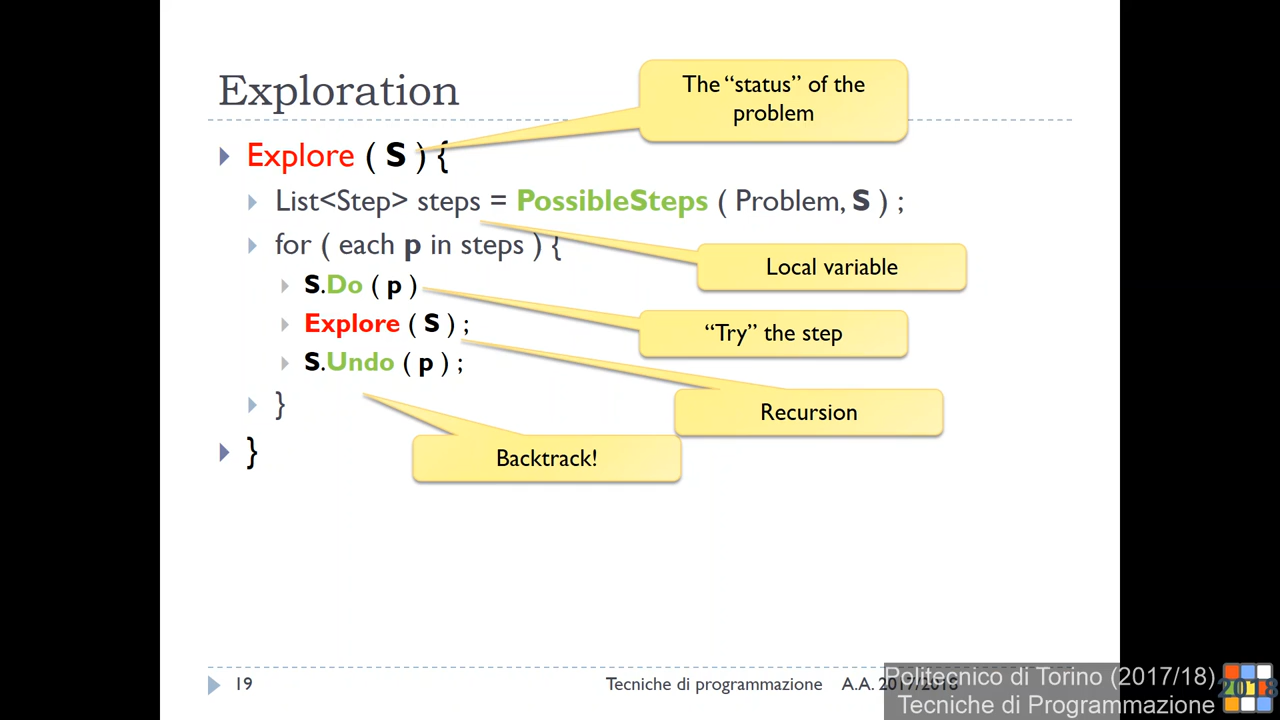 Exploration
The “status” of the
problem
Explore ( S ) {
List<Step> steps = PossibleSteps ( Problem, S ) ;
for ( each p in steps ) {
Local variable
S.Do ( p )
“Try” the step
Explore ( S ) ;
S.Undo ( p ) ;
Recursion
}
Backtrack!
}
19
Tecniche di programmazione A.A. 2017/2018
Politecnico di Torino (2017/18)
Tecniche di Programmazione
2018